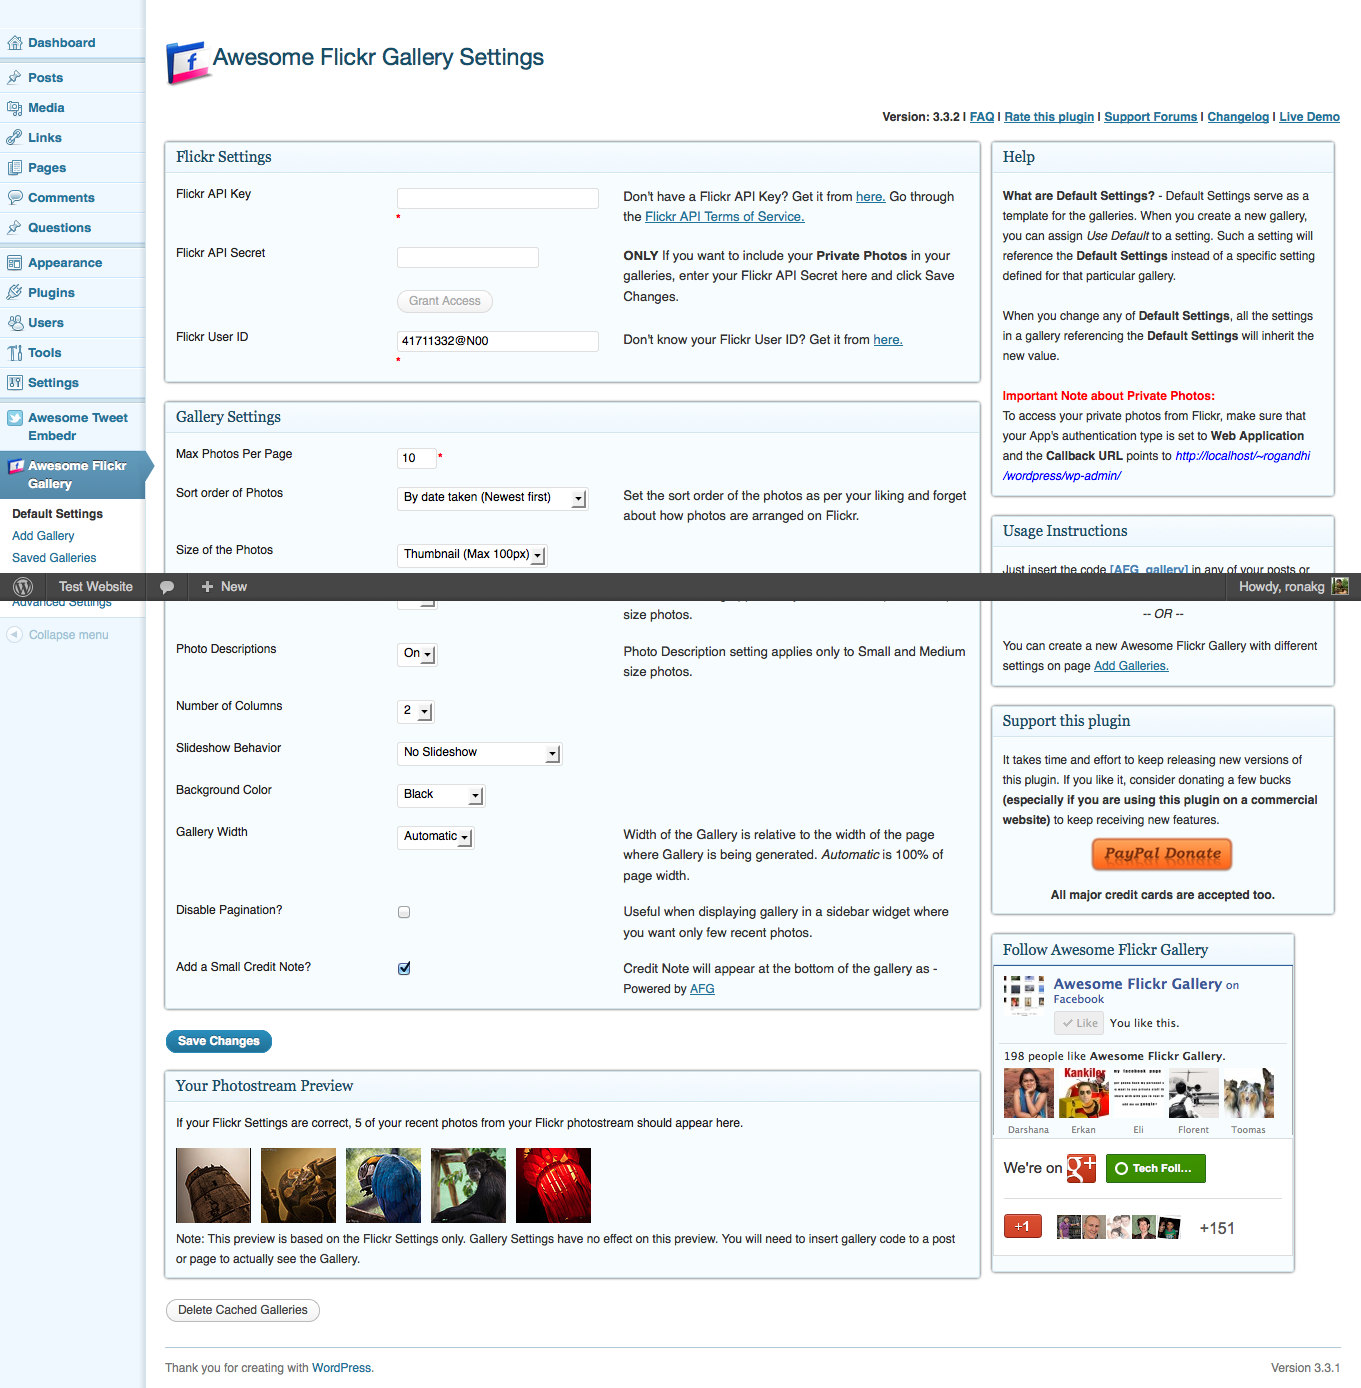 Dashboard
Posts
Media
Links
Pages
Comments
Questions
Appearance
Plugins
Users
Tools
Settings
Awesome Tweet
Embedr
Awesome Flickr
Gallery
Default Settings
Add Gallery
Saved Galleries
Advanced Settings
Collapse menu
Test Website
New
Howdy, ronakg
Awesome Flickr Gallery Settings
Version: 3.3.2 | FAQ | Rate this plugin | Support Forums | Changelog | Live Demo
Flickr Settings
Flickr API Key
*
Don't have a Flickr API Key? Get it from here. Go through
the Flickr API Terms of Service.
Flickr API Secret
ONLY If you want to include your Private Photos in your
galleries, enter your Flickr API Secret here and click Save
Changes.
Grant Access
Flickr User ID
41711332@N00
*
Don't know your Flickr User ID? Get it from here.
Gallery Settings
Max Photos Per Page
10 *
Sort order of Photos
By date taken (Newest first)
Set the sort order of the photos as per your liking and forget
about how photos are arranged on Flickr.
Size of the Photos
Thumbnail (Max 100px)
size photos.
Photo Descriptions
On
Photo Description setting applies only to Small and Medium
size photos.
Number of Columns
2
Slideshow Behavior
No Slideshow
Background Color
Black
Gallery Width
Automatic
Width of the Gallery is relative to the width of the page
where Gallery is being generated. Automatic is 100% of
page width.
Disable Pagination?
Useful when displaying gallery in a sidebar widget where
you want only few recent photos.
Add a Small Credit Note?
Credit Note will appear at the bottom of the gallery as -
Powered by AFG
Save Changes
Your Photostream Preview
If your Flickr Settings are correct, 5 of your recent photos from your Flickr photostream should appear here.
Note: This preview is based on the Flickr Settings only. Gallery Settings have no effect on this preview. You will need to insert gallery code to a post
or page to actually see the Gallery.
Delete Cached Galleries
Thank you for creating with WordPress.
Version 3.3.1
Help
What are Default Settings? - Default Settings serve as a
template for the galleries. When you create a new gallery,
you can assign Use Default to a setting. Such a setting will
reference the Default Settings instead of a specific setting
defined for that particular gallery.
When you change any of Default Settings, all the settings
in a gallery referencing the Default Settings will inherit the
new value.
Important Note about Private Photos:
To access your private photos from Flickr, make sure that
your App's authentication type is set to Web Application
and the Callback URL points to http://localhost/~rogandhi
/wordpress/wp-admin/
Usage Instructions
Just insert the code [AFG_gallery] in any of your posts or
-- OR --
You can create a new Awesome Flickr Gallery with different
settings on page Add Galleries.
Support this plugin
It takes time and effort to keep releasing new versions of
this plugin. If you like it, consider donating a few bucks
(especially if you are using this plugin on a commercial
website) to keep receiving new features.
PayPal Donate
All major credit cards are accepted too.
Follow Awesome Flickr Gallery
Awesome Flickr Gallery on
Facebook
Like You like this.
198 people like Awesome Flickr Gallery.
Kankiler
my facebook page
Darshana Erkan Eli Florent Toomas
We're on g+ Tech Foll...
+1 +151